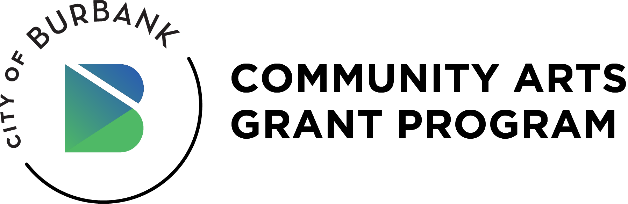 CITY OF BURBANK
B
COMMUNITY ARTS
GRANT PROGRAM